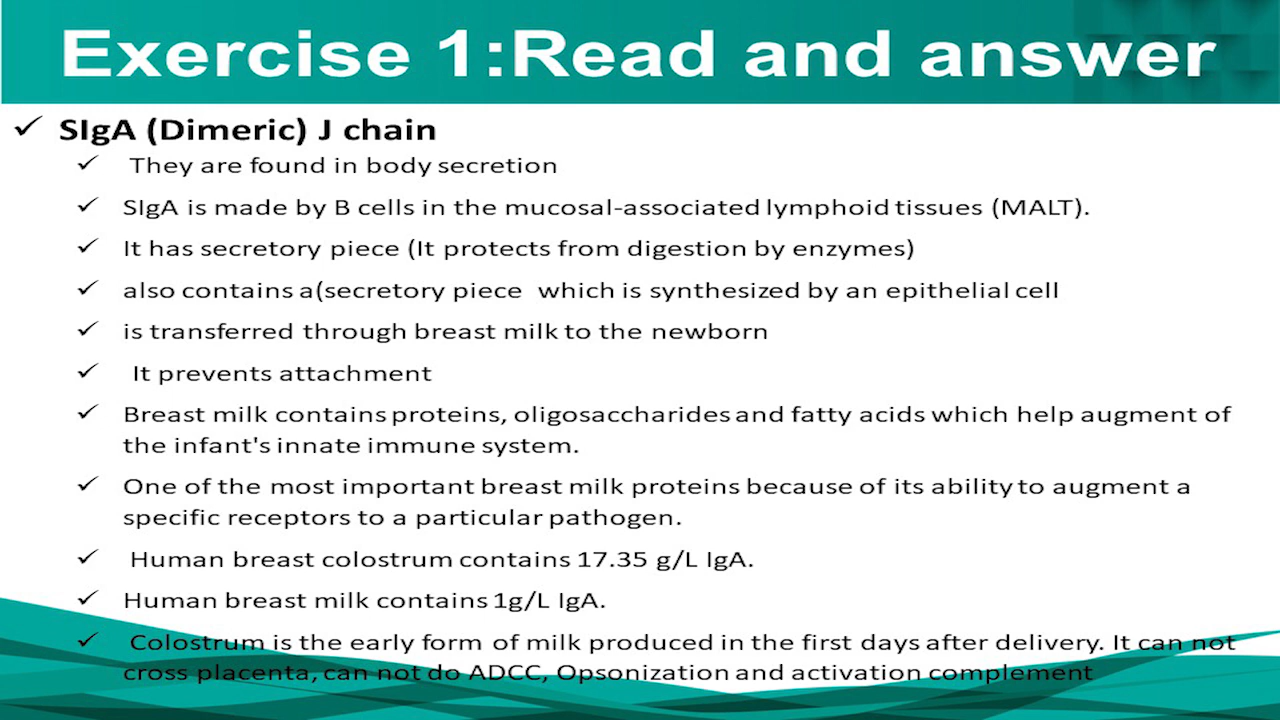 Exercise 1:Read and answer
✓ SIgA (Dimeric) J chain
✓ They are found in body secretion
✓ SIgA is made by B cells in the mucosal-associated lymphoid tissues (MALT).
✓ It has secretory piece (It protects from digestion by enzymes)
✓ also contains a(secretory piece which is synthesized by an epithelial cell
✓ is transferred through breast milk to the newborn
✓ It prevents attachment
✓ Breast milk contains proteins, oligosaccharides and fatty acids which help augment of
the infant's innate immune system.
✓ One of the most important breast milk proteins because of its ability to augment a
specific receptors to a particular pathogen.
✓ Human breast colostrum contains 17.35 g/L IgA.
✓ Human breast milk contains 1g/L IgA.
✓ Colostrum is the early form of milk produced in the first days after delivery. It can not
cross placenta, can not do ADCC, Opsonization and activation complement